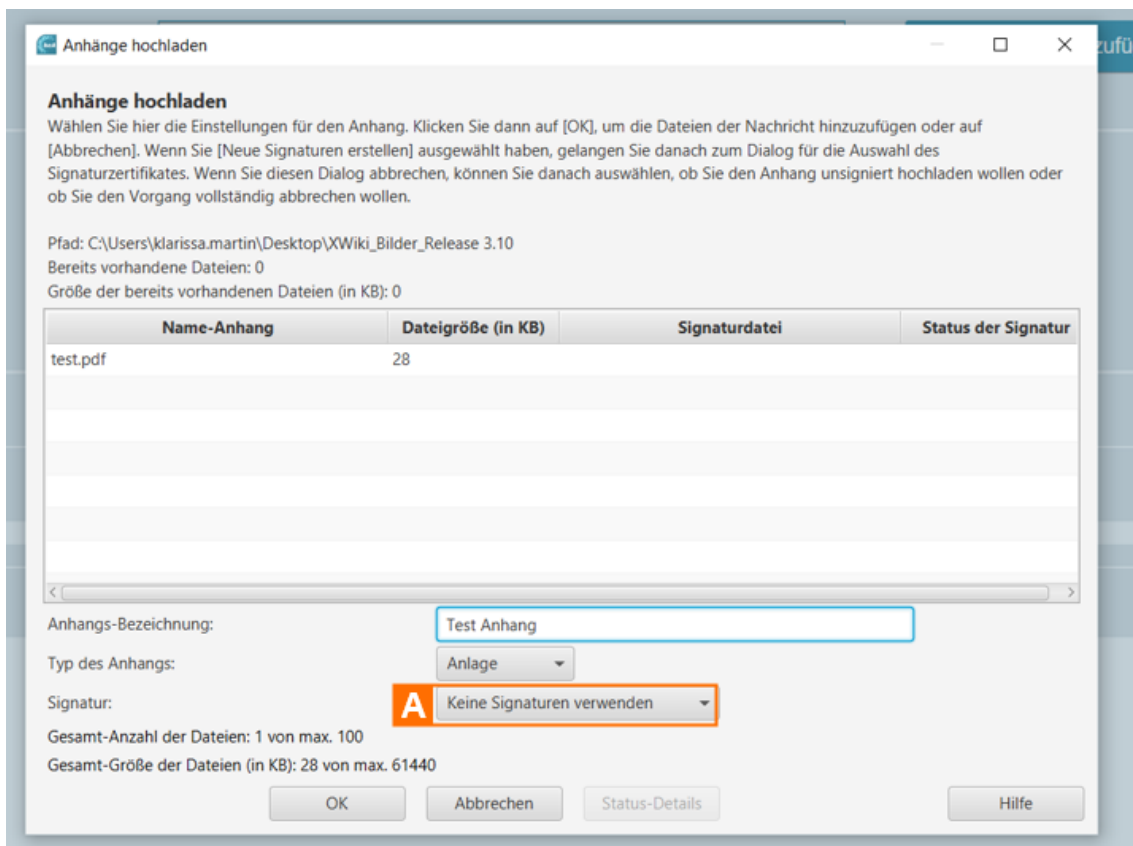 Anhänge hochladen
zufü
Anhänge hochladen
Wählen Sie hier die Einstellungen für den Anhang. Klicken Sie dann auf [OK], um die Dateien der Nachricht hinzuzufügen oder auf
[Abbrechen]. Wenn Sie [Neue Signaturen erstellen] ausgewählt haben, gelangen Sie danach zum Dialog für die Auswahl des
Signaturzertifikates. Wenn Sie diesen Dialog abbrechen, können Sie danach auswählen, ob Sie den Anhang unsigniert hochladen wollen oder
ob Sie den Vorgang vollständig abbrechen wollen.
Pfad: C:\Users\klarissa.martin\Desktop\XWiki_Bilder_Release 3.10
Bereits vorhandene Dateien: 0
Größe der bereits vorhandenen Dateien (in KB): 0
Name-Anhang Dateigröße (in KB) Signaturdatei Status der Signatur
test.pdf 28
Anhangs-Bezeichnung: Test Anhang
Typ des Anhangs: Anlage
Signatur: A Keine Signaturen verwenden
Gesamt-Anzahl der Dateien: 1 von max. 100
Gesamt-Größe der Dateien (in KB): 28 von max. 61440
OK Abbrechen Status-Details Hilfe